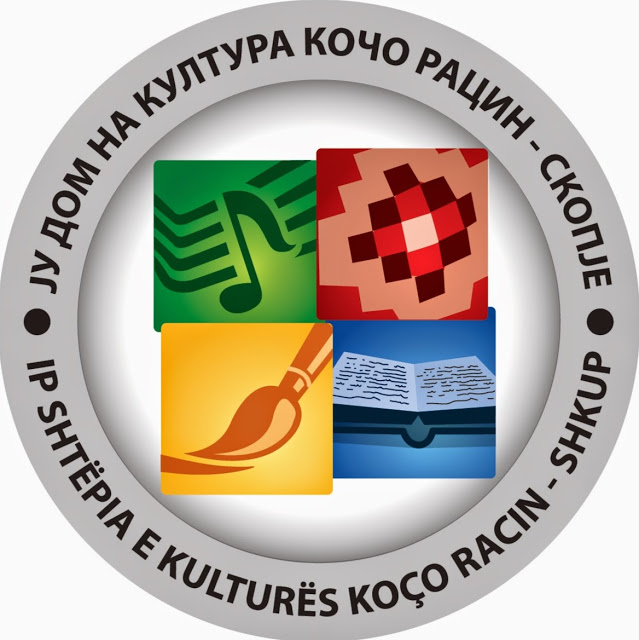 ЈУ ДОМ НА КУЛТУРА КОЧО РАЦИН - СКОПЈЕ
IP SHTËPIA E KULTURËS KOÇO RACIN - SHKUP